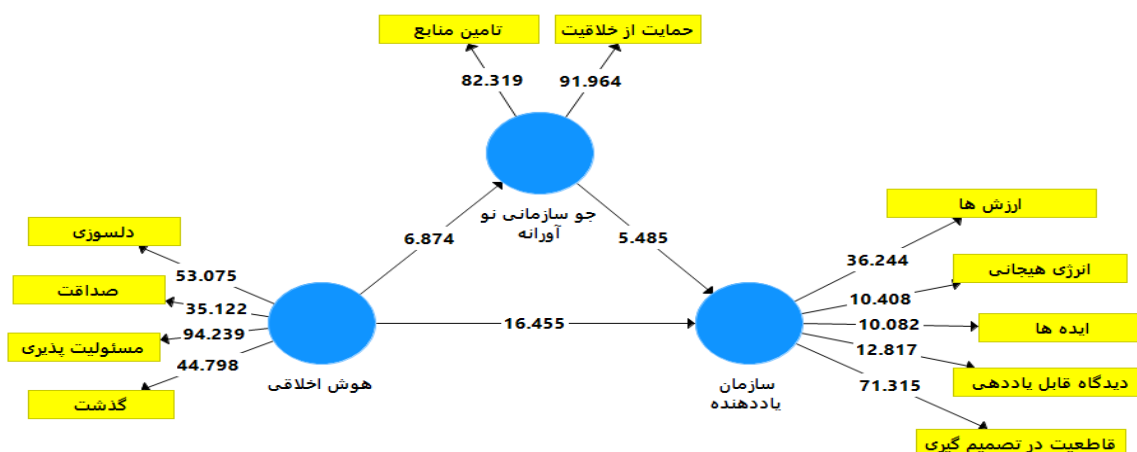 تامین منابع
حمایت از خلاقیت
82.319
91.964
جو سازمانی نو
آورانه
ارزش ها
دلسوزی
6.874
5.485
36.244
انرژی هیجانی
53.075
صداقت
10.408
35.122
16.455
10.082
ایده ها
94.239
مسئولیت پذیری
12.817
44.798
هوش اخلاقی
سازمان
یاددهنده
71.315
دیدگاه قابل یاددهی
گذشت
قاطعیت در تصمیم گیری